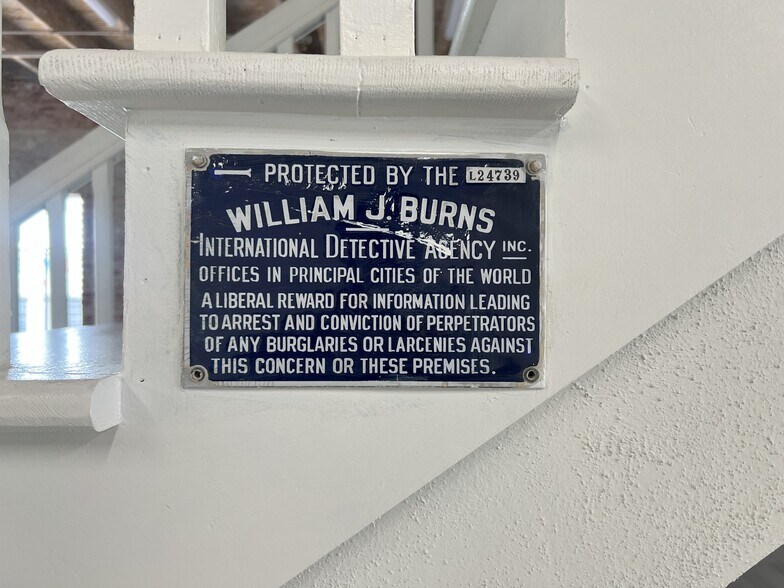 PROTECTED BY THE L24739
WILLIAM J. BURNS
INTERNATIONAL DETECTIVE AGENCY INC.
OFFICES IN PRINCIPAL CITIES OF THE WORLD
A LIBERAL REWARD FOR INFORMATION LEADING
TO ARREST AND CONVICTION OF PERPETRATORS
OF ANY BURGLARIES OR LARCENIES AGAINST
THIS CONCERN OR THESE PREMISES.